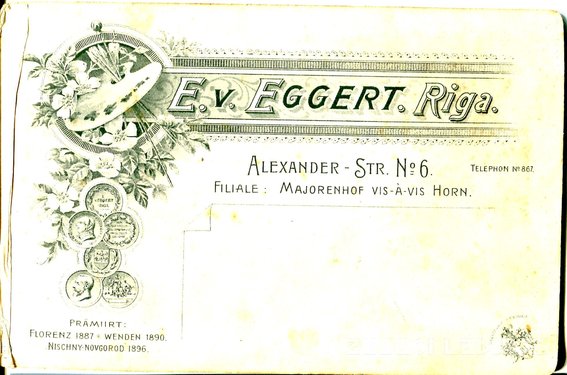 E. v. EGGERT. Riga.
ALEXANDER - STR. No 6.
TELEPHON No 867.
FILIALE: MAJORENHOF VIS-À-VIS HORN.
PRÄMIIRT:
FLORENZ 1887 * WENDEN 1890.
NISCHNY-NOVGOROD 1896.